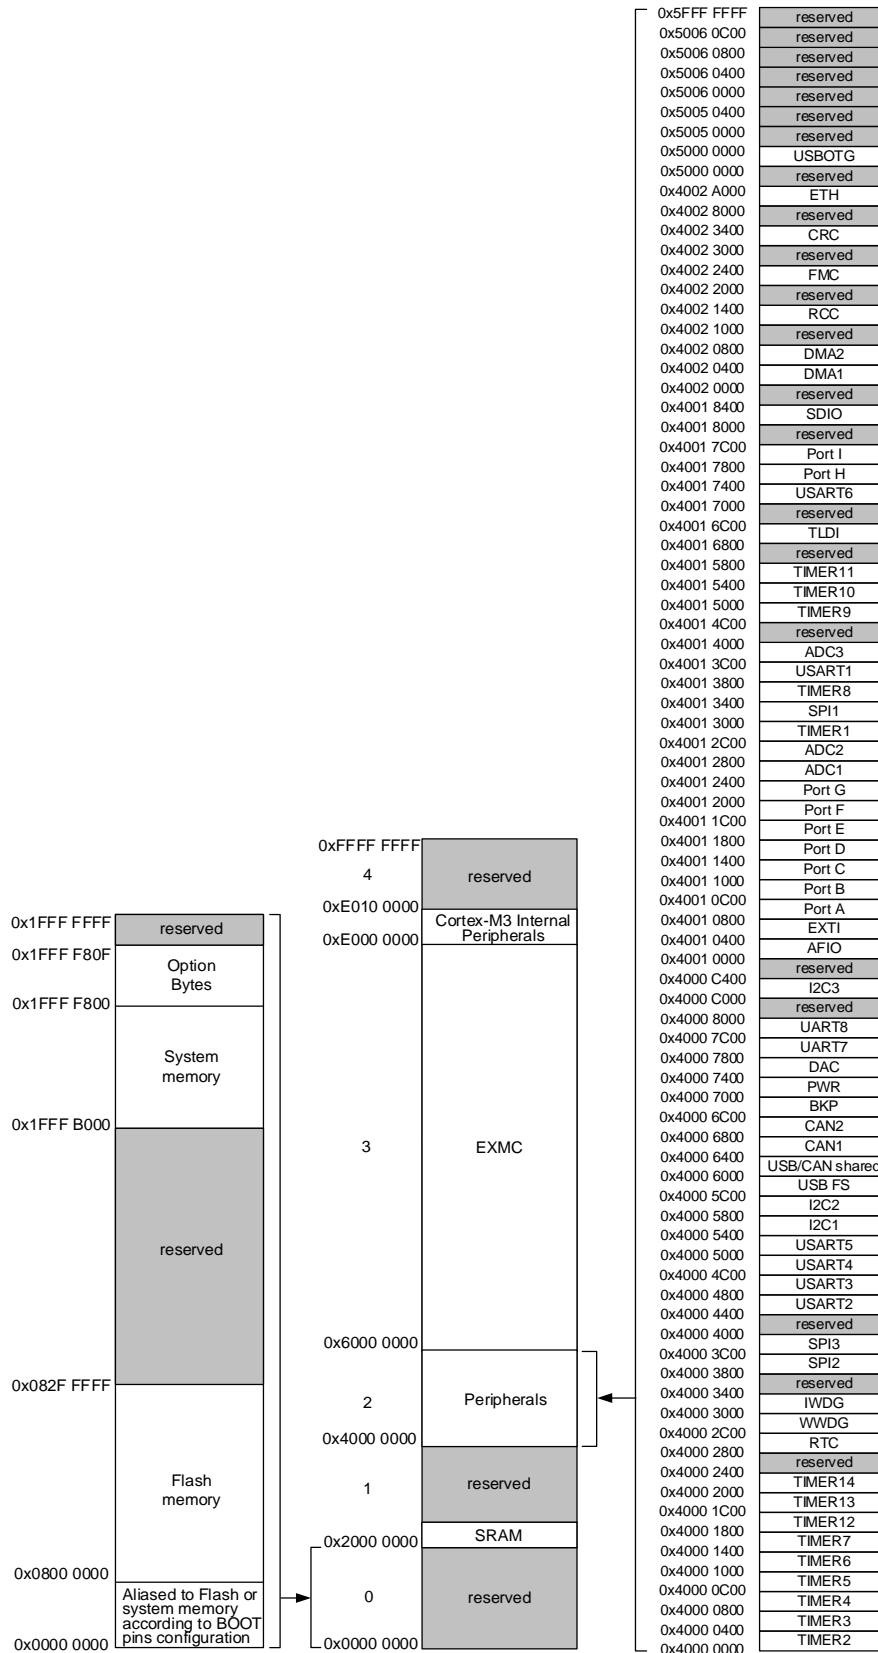 0x1FFF FFFF
reserved
0x1FFF F80F
Option
Bytes
0x1FFF F800
System
memory
0x1FFF B000
reserved
0x082F FFFF
Flash
memory
0x0800 0000
Aliased to Flash or
system memory
according to BOOT
pins configuration
0x0000 0000
0xFFFF FFFF
4
reserved
0xE010 0000
Cortex-M3 Internal
Peripherals
0xE000 0000
3
EXMC
0x6000 0000
2
Peripherals
0x4000 0000
1
reserved
SRAM
0x2000 0000
0
reserved
0x0000 0000
0x5FFF FFFF
reserved
0x5006 0C00
reserved
0x5006 0800
reserved
0x5006 0400
reserved
0x5006 0000
reserved
0x5005 0400
reserved
0x5005 0000
reserved
0x5000 0000
USBOTG
0x5000 0000
reserved
0x4002 A000
ETH
0x4002 8000
reserved
0x4002 3400
CRC
0x4002 3000
reserved
0x4002 2400
FMC
0x4002 2000
reserved
0x4002 1400
RCC
0x4002 1000
reserved
0x4002 0800
DMA2
0x4002 0400
DMA1
0x4002 0000
reserved
0x4001 8400
SDIO
0x4001 8000
reserved
0x4001 7C00
Port I
0x4001 7800
Port H
0x4001 7400
USART6
0x4001 7000
reserved
0x4001 6C00
TLDI
0x4001 6800
reserved
0x4001 5800
TIMER11
0x4001 5400
TIMER10
0x4001 5000
TIMER9
0x4001 4C00
reserved
0x4001 4000
ADC3
0x4001 3C00
USART1
0x4001 3800
TIMER8
0x4001 3400
SPI1
0x4001 3000
TIMER1
0x4001 2C00
ADC2
0x4001 2800
ADC1
0x4001 2400
Port G
0x4001 2000
Port F
0x4001 1C00
Port E
0x4001 1800
Port D
0x4001 1400
Port C
0x4001 1000
Port B
0x4001 0C00
Port A
0x4001 0800
EXTI
0x4001 0400
AFIO
0x4001 0000
reserved
0x4000 C400
I2C3
0x4000 C000
reserved
0x4000 8000
UART8
0x4000 7C00
UART7
0x4000 7800
DAC
0x4000 7400
PWR
0x4000 7000
BKP
0x4000 6C00
CAN2
0x4000 6800
CAN1
0x4000 6400
USB/CAN shared
0x4000 6000
USB FS
0x4000 5C00
I2C2
0x4000 5800
I2C1
0x4000 5400
USART5
0x4000 5000
USART4
0x4000 4C00
USART3
0x4000 4800
USART2
0x4000 4400
reserved
0x4000 4000
SPI3
0x4000 3C00
SPI2
0x4000 3800
reserved
0x4000 3400
IWDG
0x4000 3000
WWDG
0x4000 2C00
RTC
0x4000 2800
reserved
0x4000 2400
TIMER14
0x4000 2000
TIMER13
0x4000 1C00
TIMER12
0x4000 1800
TIMER7
0x4000 1400
TIMER6
0x4000 1000
TIMER5
0x4000 0C00
TIMER4
0x4000 0800
TIMER3
0x4000 0400
TIMER2
0x4000 0000